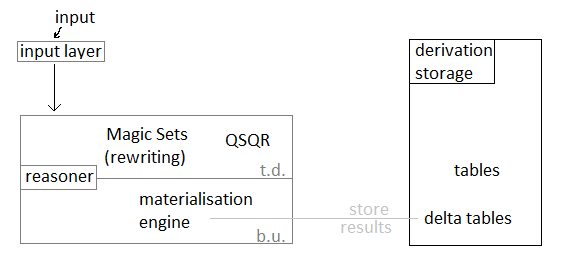 input
input layer
derivation
storage
Magic Sets
(rewriting)
QSQR
t.d.
reasoner
tables
materialisation
engine
b.u.
store
results
delta tables